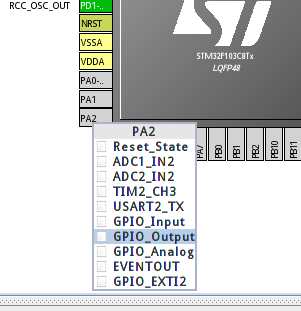 RCC_OSC_OUT
PD1-..
NRST
VSSA
VDDA
PA0-..
PA1
PA2
STM32F103C8Tx
LQFP48
PA7
PB0
PB1
PB2
PB10
PB11
PA2
Reset_State
ADC1_IN2
ADC2_IN2
TIM2_CH3
USART2_TX
GPIO_Input
GPIO_Output
GPIO_Analog
EVENTOUT
GPIO_EXTI2